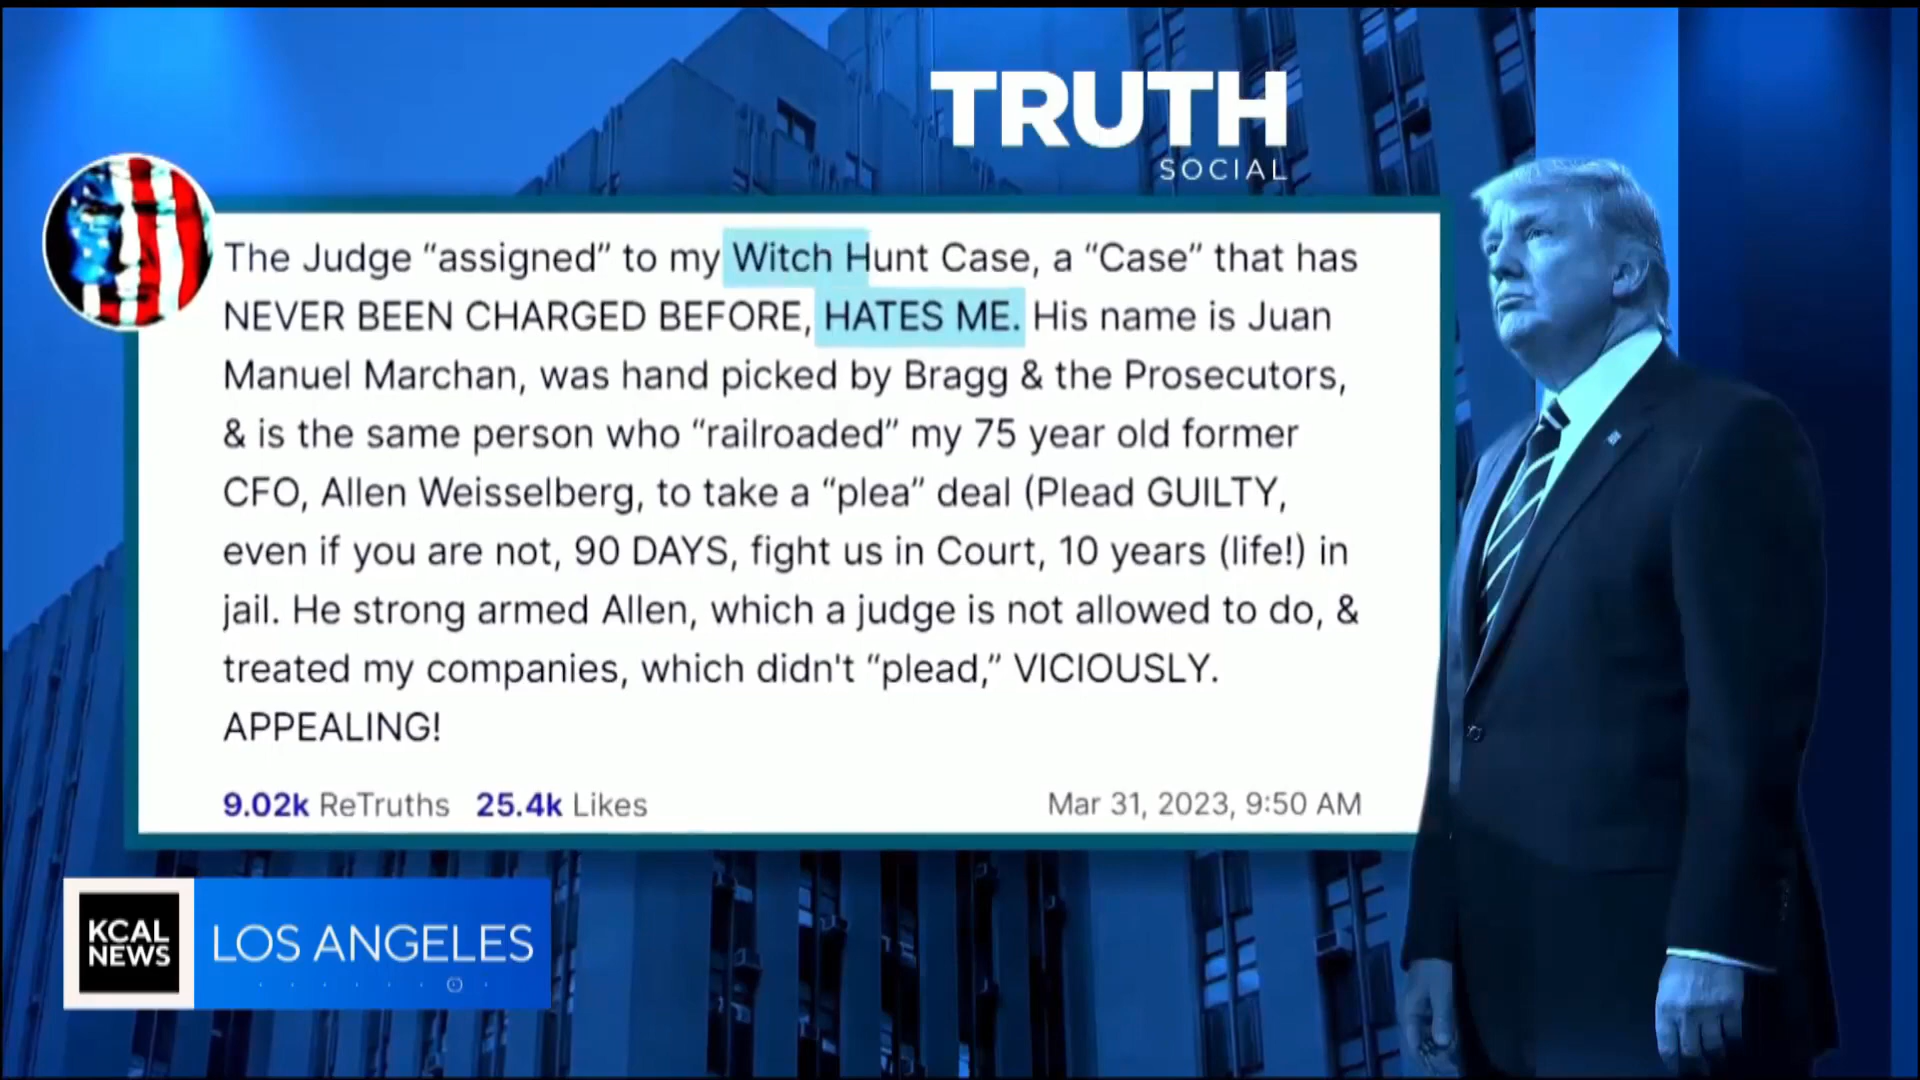 TRUTH
SOCIAL
The Judge “assigned” to my Witch Hunt Case, a “Case” that has
NEVER BEEN CHARGED BEFORE, HATES ME. His name is Juan
Manuel Marchan, was hand picked by Bragg & the Prosecutors,
& is the same person who “railroaded” my 75 year old former
CFO, Allen Weisselberg, to take a “plea” deal (Plead GUILTY,
even if you are not, 90 DAYS, fight us in Court, 10 years (life!) in
jail. He strong armed Allen, which a judge is not allowed to do, &
treated my companies, which didn't “plead,” VICIOUSLY.
APPEALING!
9.02k ReTruths 25.4k Likes Mar 31, 2023, 9:50 AM
KCAL
NEWS
LOS ANGELES